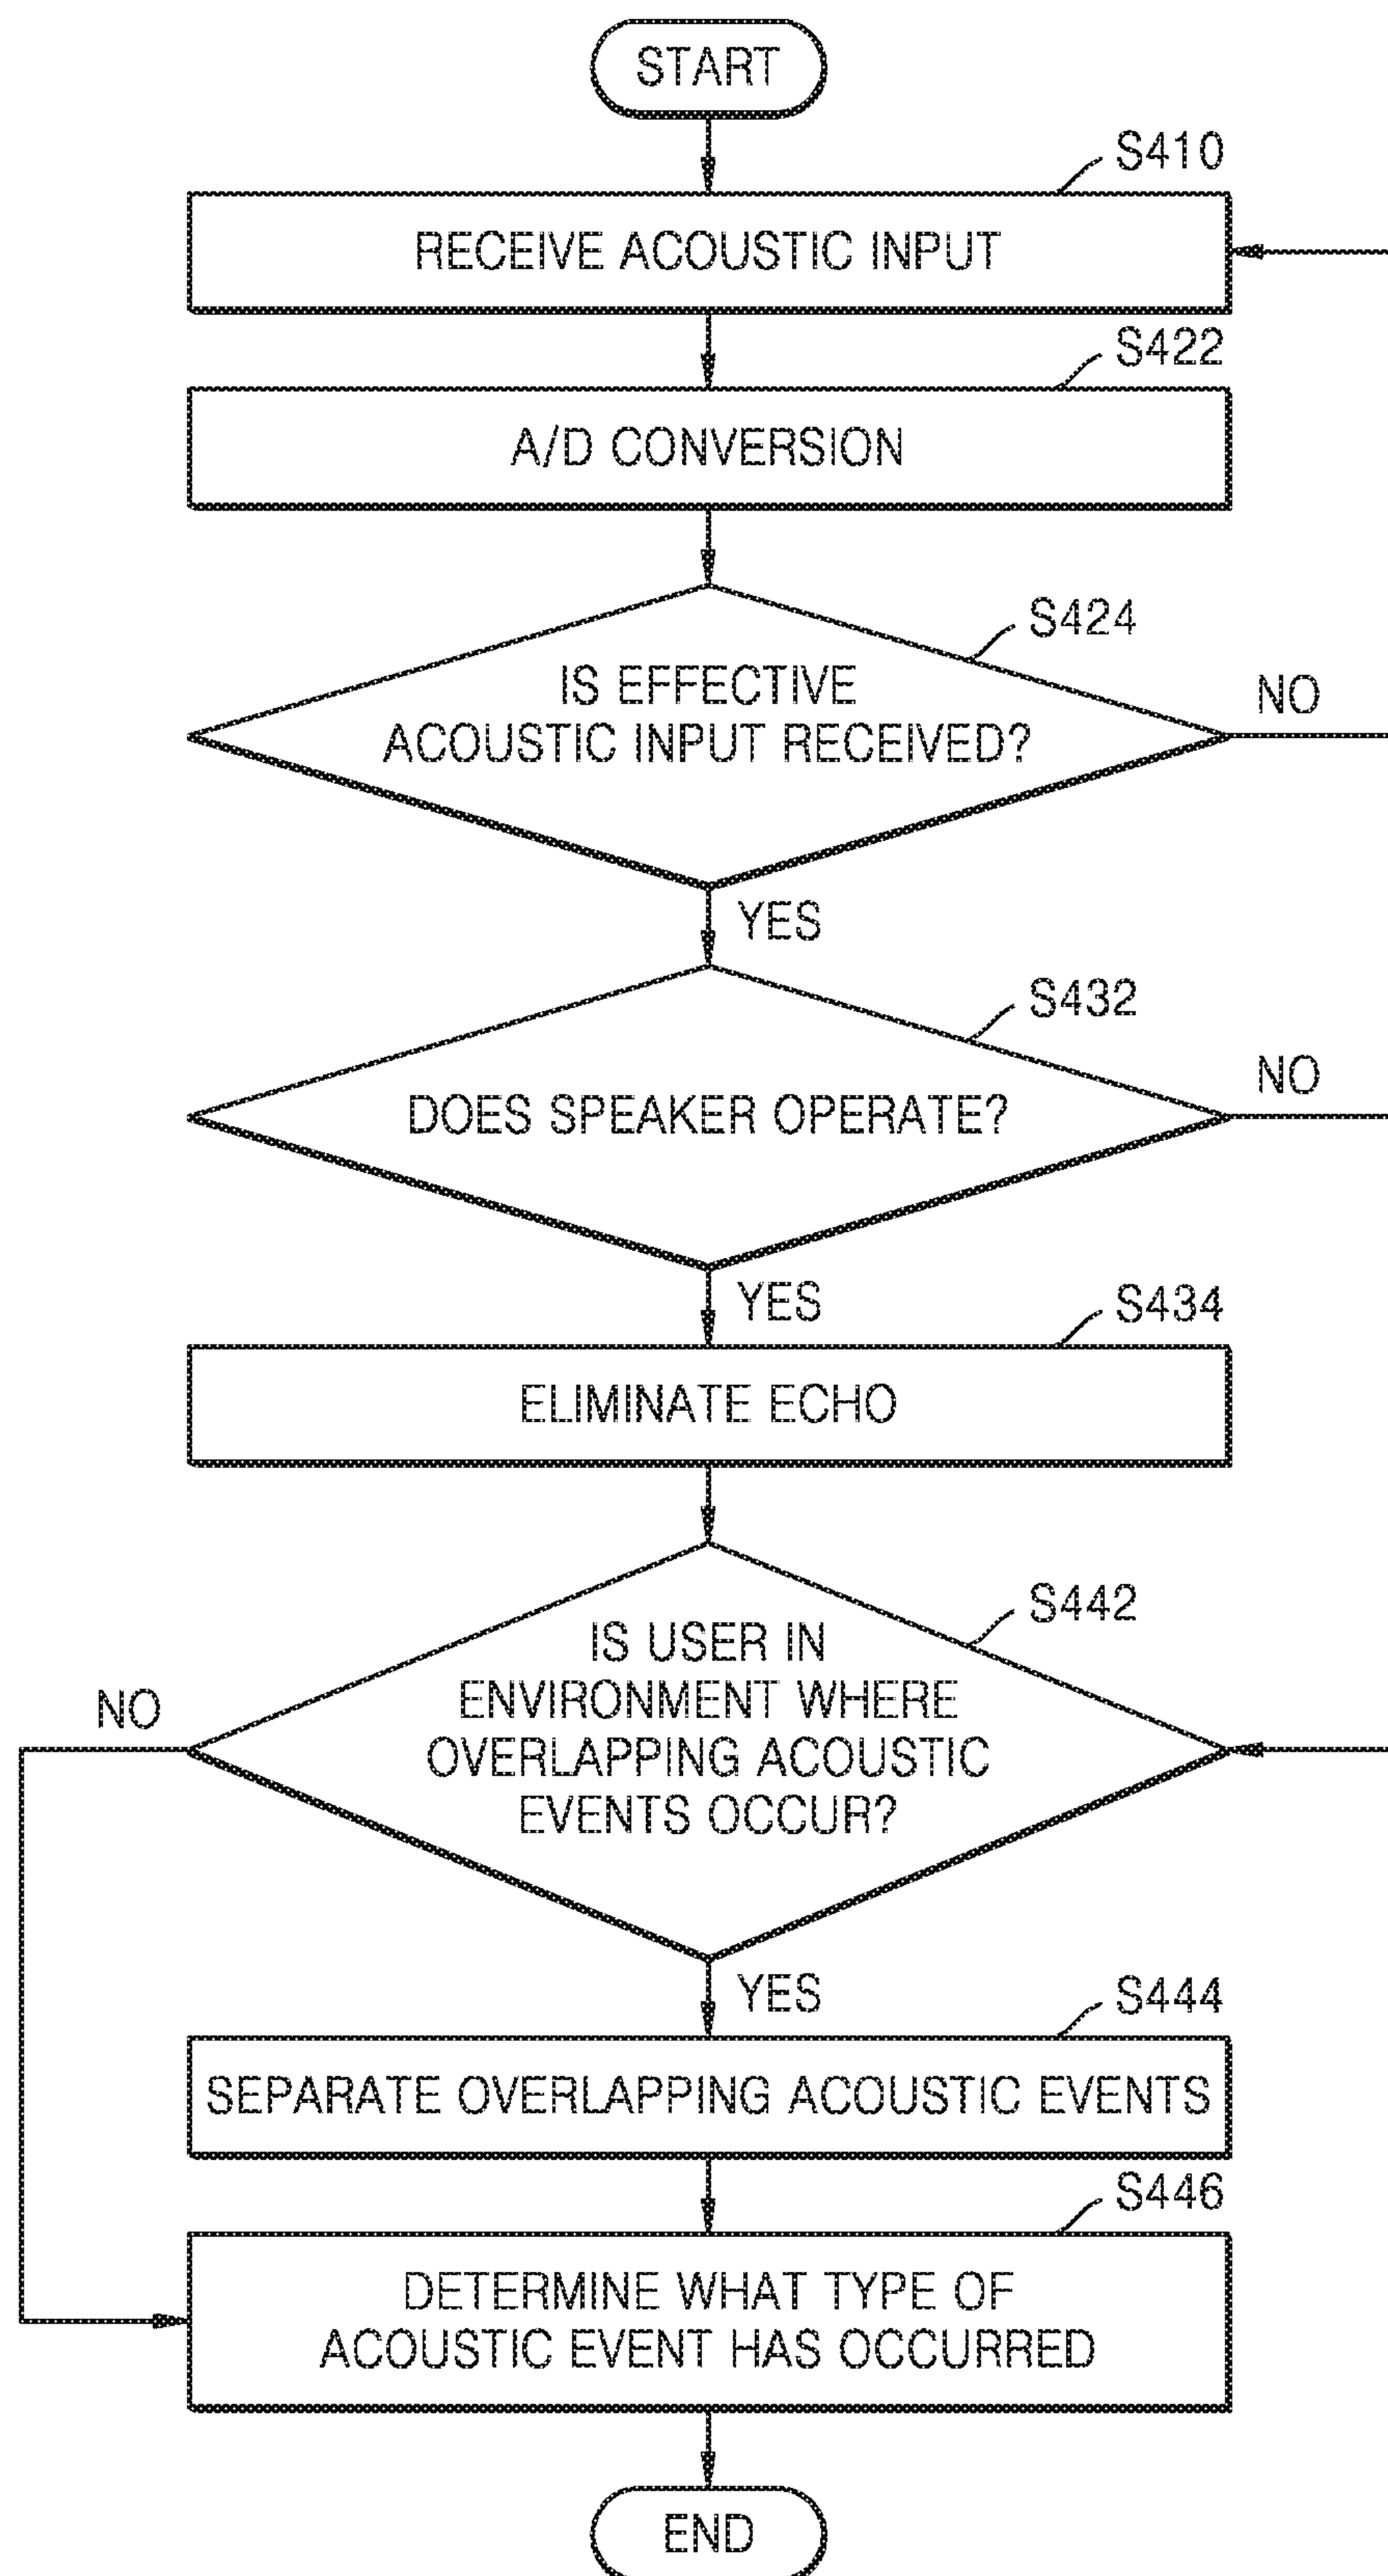 START
S410
RECEIVE ACOUSTIC INPUT
S422
A/D CONVERSION
S424
IS EFFECTIVE
ACOUSTIC INPUT RECEIVED?
NO
YES
S432
DOES SPEAKER OPERATE?
NO
YES
S434
ELIMINATE ECHO
S442
IS USER IN
ENVIRONMENT WHERE
OVERLAPPING ACOUSTIC
EVENTS OCCUR?
NO
YES
S444
SEPARATE OVERLAPPING ACOUSTIC EVENTS
S446
DETERMINE WHAT TYPE OF
ACOUSTIC EVENT HAS OCCURRED
END